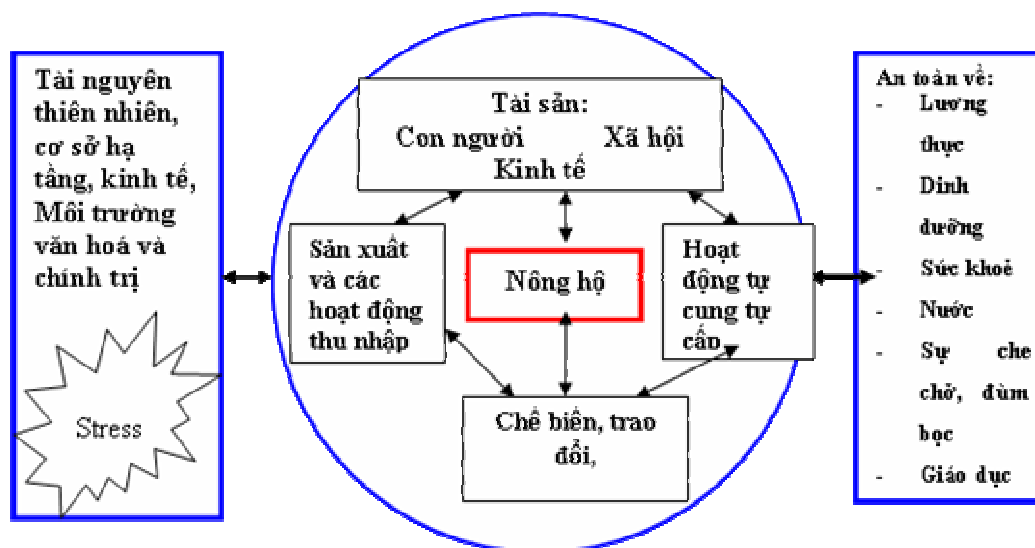 Tài nguyên
thiên nhiên,
cơ sở hạ
tầng, kinh tế,
Môi trường
văn hoá và
chính trị
Stress
Tài sản:
Con người Xã hội
Kinh tế
Sản xuất
và các
hoạt động
thu nhập
Nông hộ
Hoạt
động tự
cung tự
cấp
Chế biến, trao
đổi,
An toàn về:
- Lương
thực
- Dinh
dưỡng
- Sức khoẻ
- Nước
- Sự che
chở, đùm
bọc
- Giáo dục